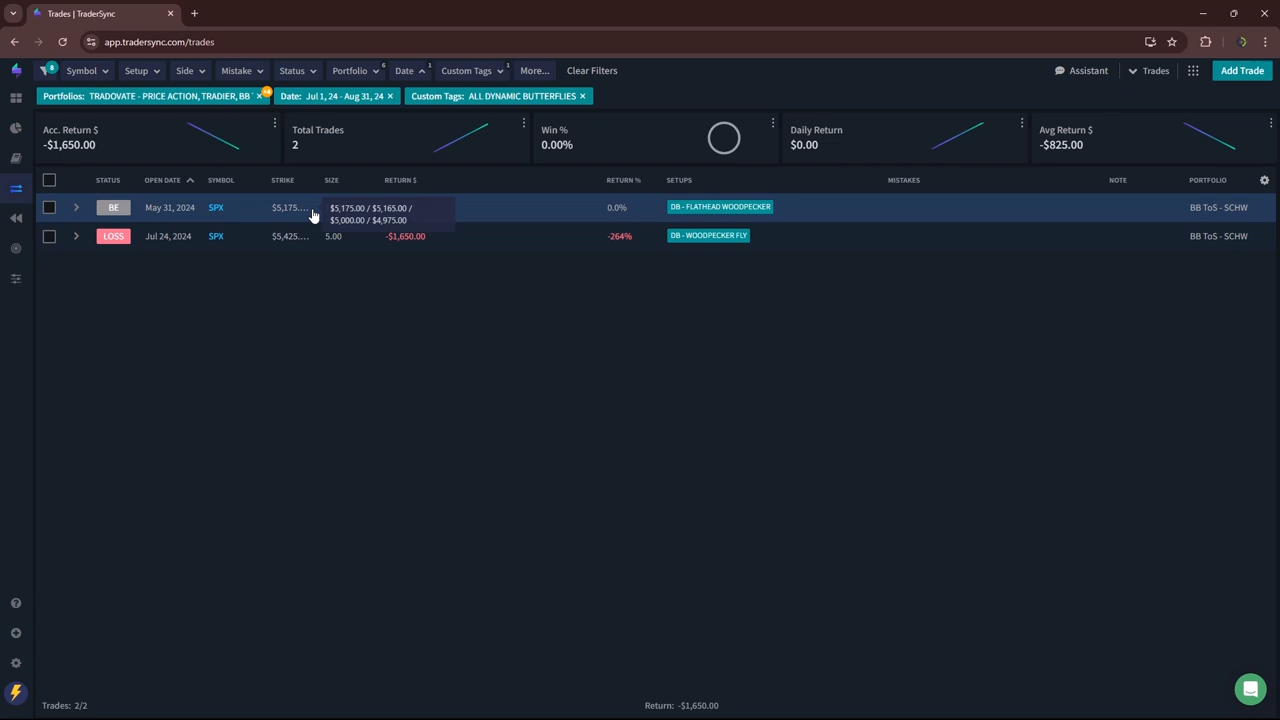 Trades | TraderSync
app.tradersync.com/trades
8
Symbol
Setup
Side
Mistake
Status
Portfolio 6
Date 1
Custom Tags 1
More...
Clear Filters
Assistant
Trades
Add Trade
Portfolios: TRADOVATE - PRICE ACTION, TRADIER, BB
+4
Date: Jul 1, 24 - Aug 31, 24
Custom Tags: ALL DYNAMIC BUTTERFLIES
Acc. Return $
-$1,650.00
Total Trades
2
Win %
0.00%
Daily Return
$0.00
Avg Return $
-$825.00
STATUS OPEN DATE SYMBOL STRIKE SIZE RETURN $ RETURN % SETUPS MISTAKES NOTE PORTFOLIO
BE May 31, 2024 SPX $5,175.... 0.0% DB - FLATHEAD WOODPECKER BB ToS - SCHW
$5,175.00 / $5,165.00 /
$5,000.00 / $4,975.00
LOSS Jul 24, 2024 SPX $5,425.... 5.00 -$1,650.00 -264% DB - WOODPECKER FLY BB ToS - SCHW
Trades: 2/2
Return: -$1,650.00